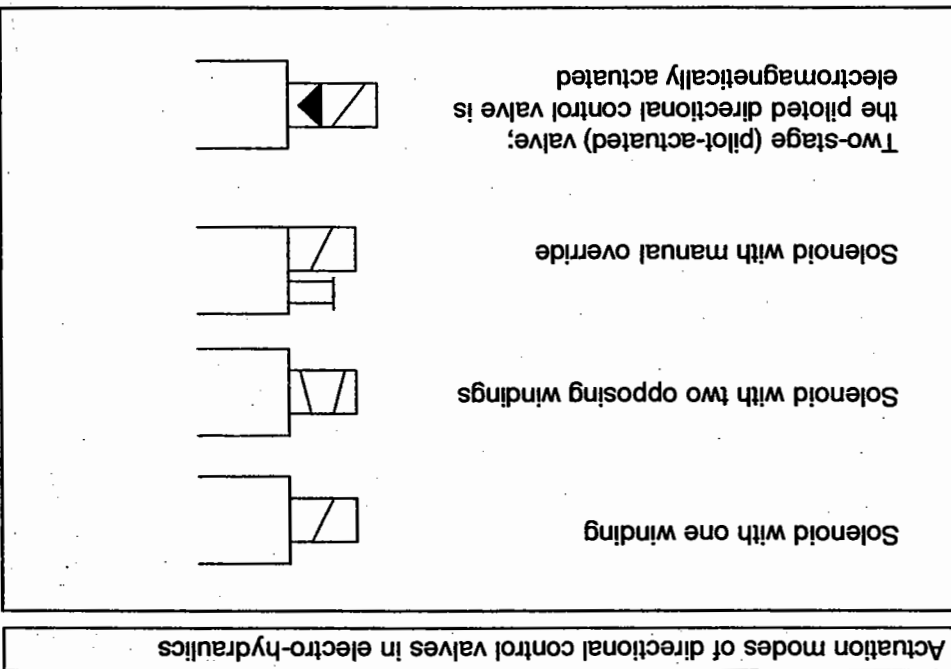 Actuation modes of directional control valves in electro-hydraulics
Solenoid with one winding
Solenoid with two opposing windings
Solenoid with manual override
Two-stage (pilot-actuated) valve;
the piloted directional control valve is
electromagnetically actuated